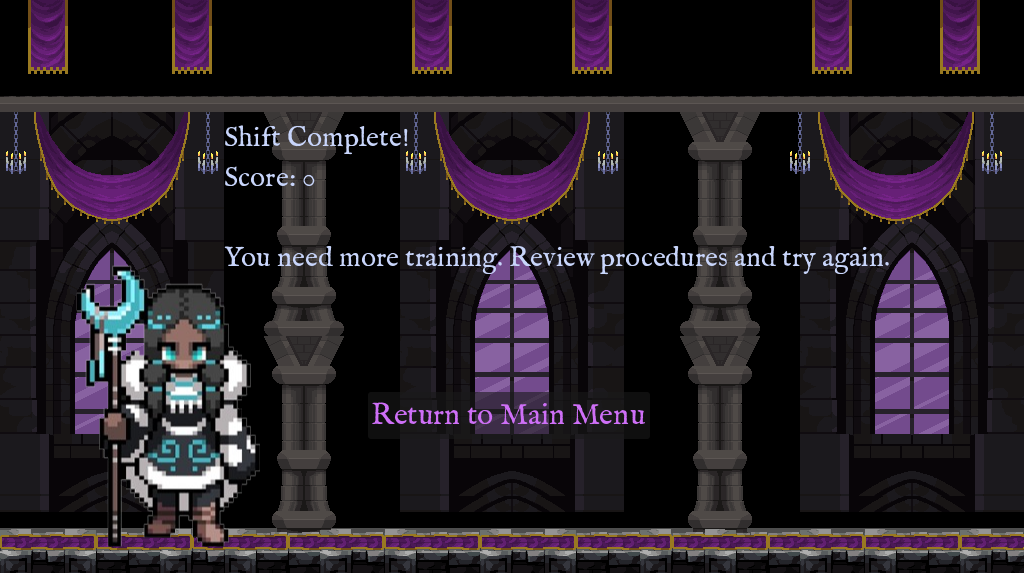 Shift Complete!
Score: 0
You need more training. Review procedures and try again.
Return to Main Menu